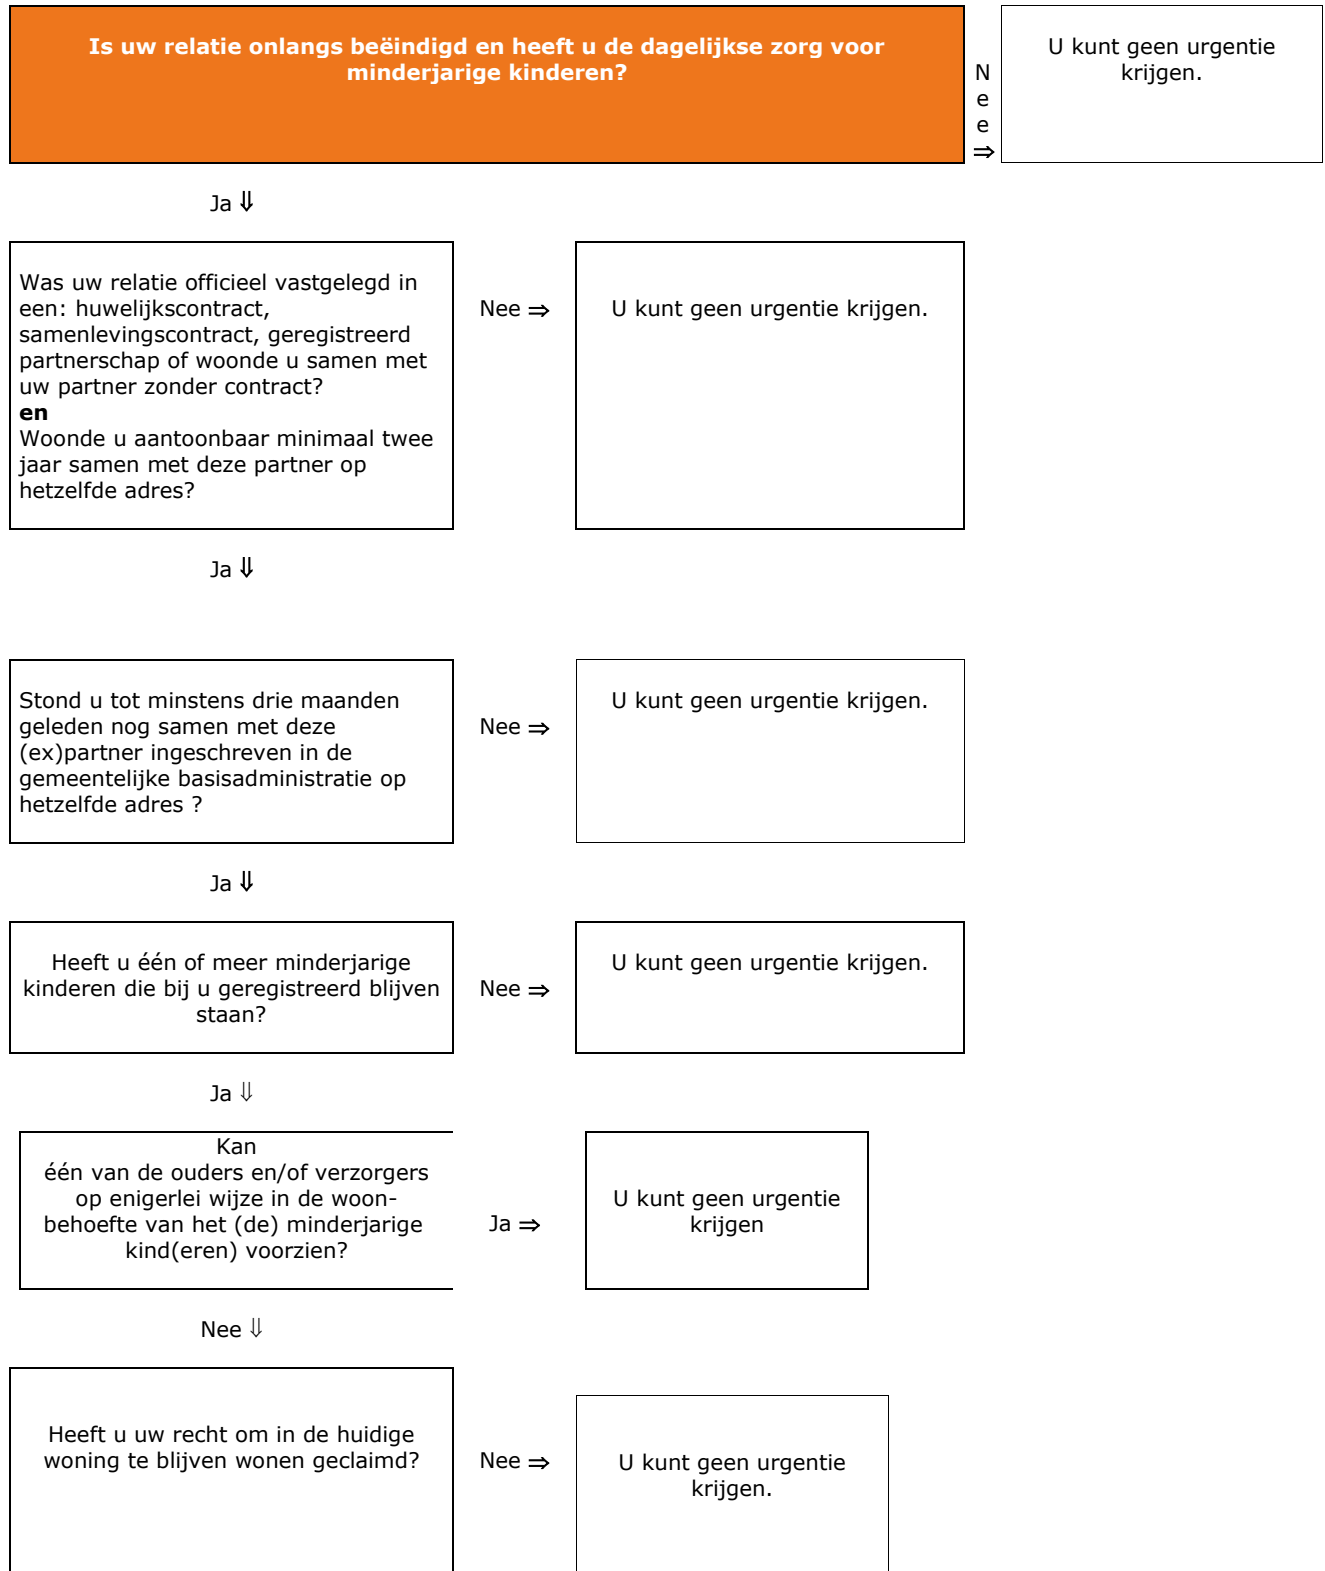 Is uw relatie onlangs beëindigd en heeft u de dagelijkse zorg voor
minderjarige kinderen?
N
e
e
⇒
U kunt geen urgentie
krijgen.
Ja ⇓
Was uw relatie officieel vastgelegd in
een: huwelijkscontract,
samenlevingscontract, geregistreerd
partnerschap of woonde u samen met
uw partner zonder contract?
en
Woonde u aantoonbaar minimaal twee
jaar samen met deze partner op
hetzelfde adres?
Nee ⇒
U kunt geen urgentie krijgen.
Ja ⇓
Stond u tot minstens drie maanden
geleden nog samen met deze
(ex)partner ingeschreven in de
gemeentelijke basisadministratie op
hetzelfde adres ?
Nee ⇒
U kunt geen urgentie krijgen.
Ja ⇓
Heeft u één of meer minderjarige
kinderen die bij u geregistreerd blijven
staan?
Nee ⇒
U kunt geen urgentie krijgen.
Ja ⇓
Kan
één van de ouders en/of verzorgers
op enigerlei wijze in de woon-
behoefte van het (de) minderjarige
kind(eren) voorzien?
Ja ⇒
U kunt geen urgentie
krijgen
Nee ⇓
Heeft u uw recht om in de huidige
woning te blijven wonen geclaimd?
Nee ⇒
U kunt geen urgentie
krijgen.